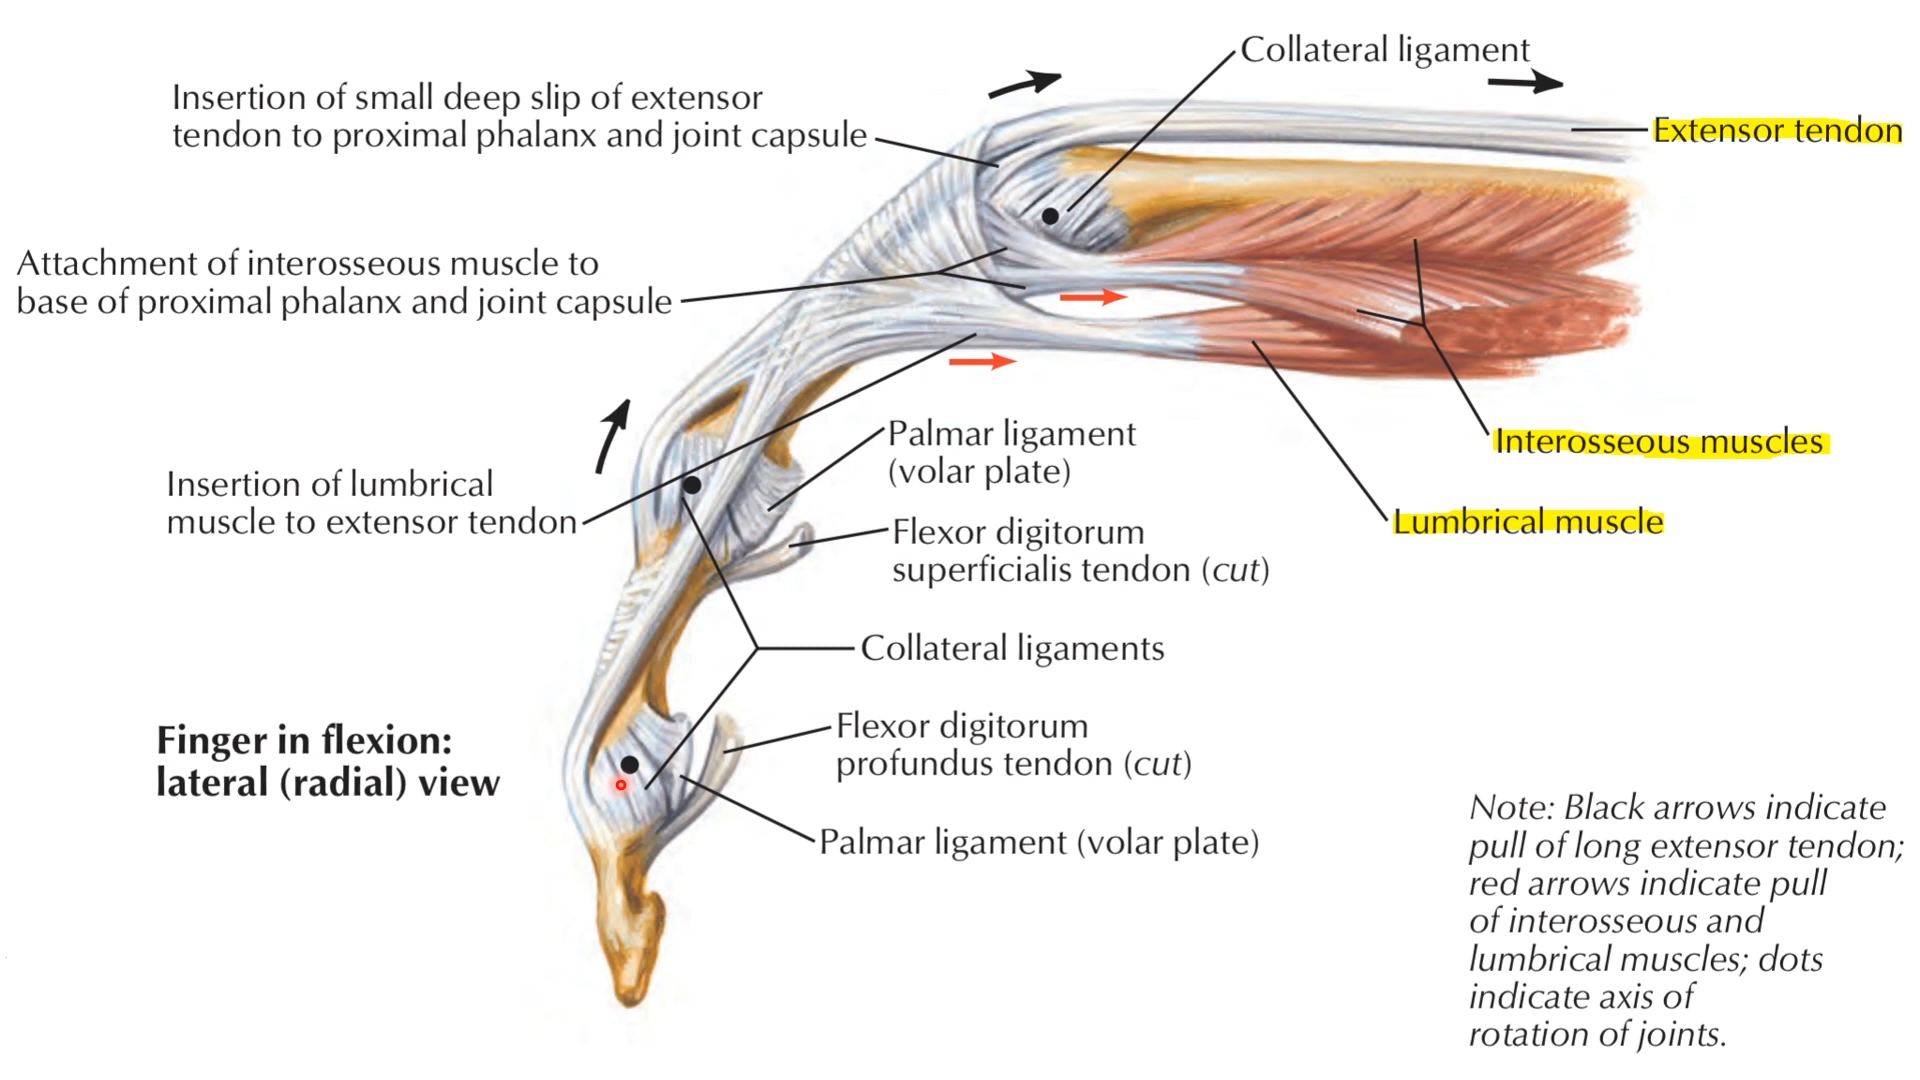 Collateral ligament
Insertion of small deep slip of extensor
tendon to proximal phalanx and joint capsule
Extensor tendon
Attachment of interosseous muscle to
base of proximal phalanx and joint capsule
Palmar ligament
(volar plate)
Interosseous muscles
Insertion of lumbrical
muscle to extensor tendon
Lumbrical muscle
Flexor digitorum
superficialis tendon (cut)
Collateral ligaments
Finger in flexion:
lateral (radial) view
Flexor digitorum
profundus tendon (cut)
Palmar ligament (volar plate)
Note: Black arrows indicate
pull of long extensor tendon;
red arrows indicate pull
of interosseous and
lumbrical muscles; dots
indicate axis of
rotation of joints.